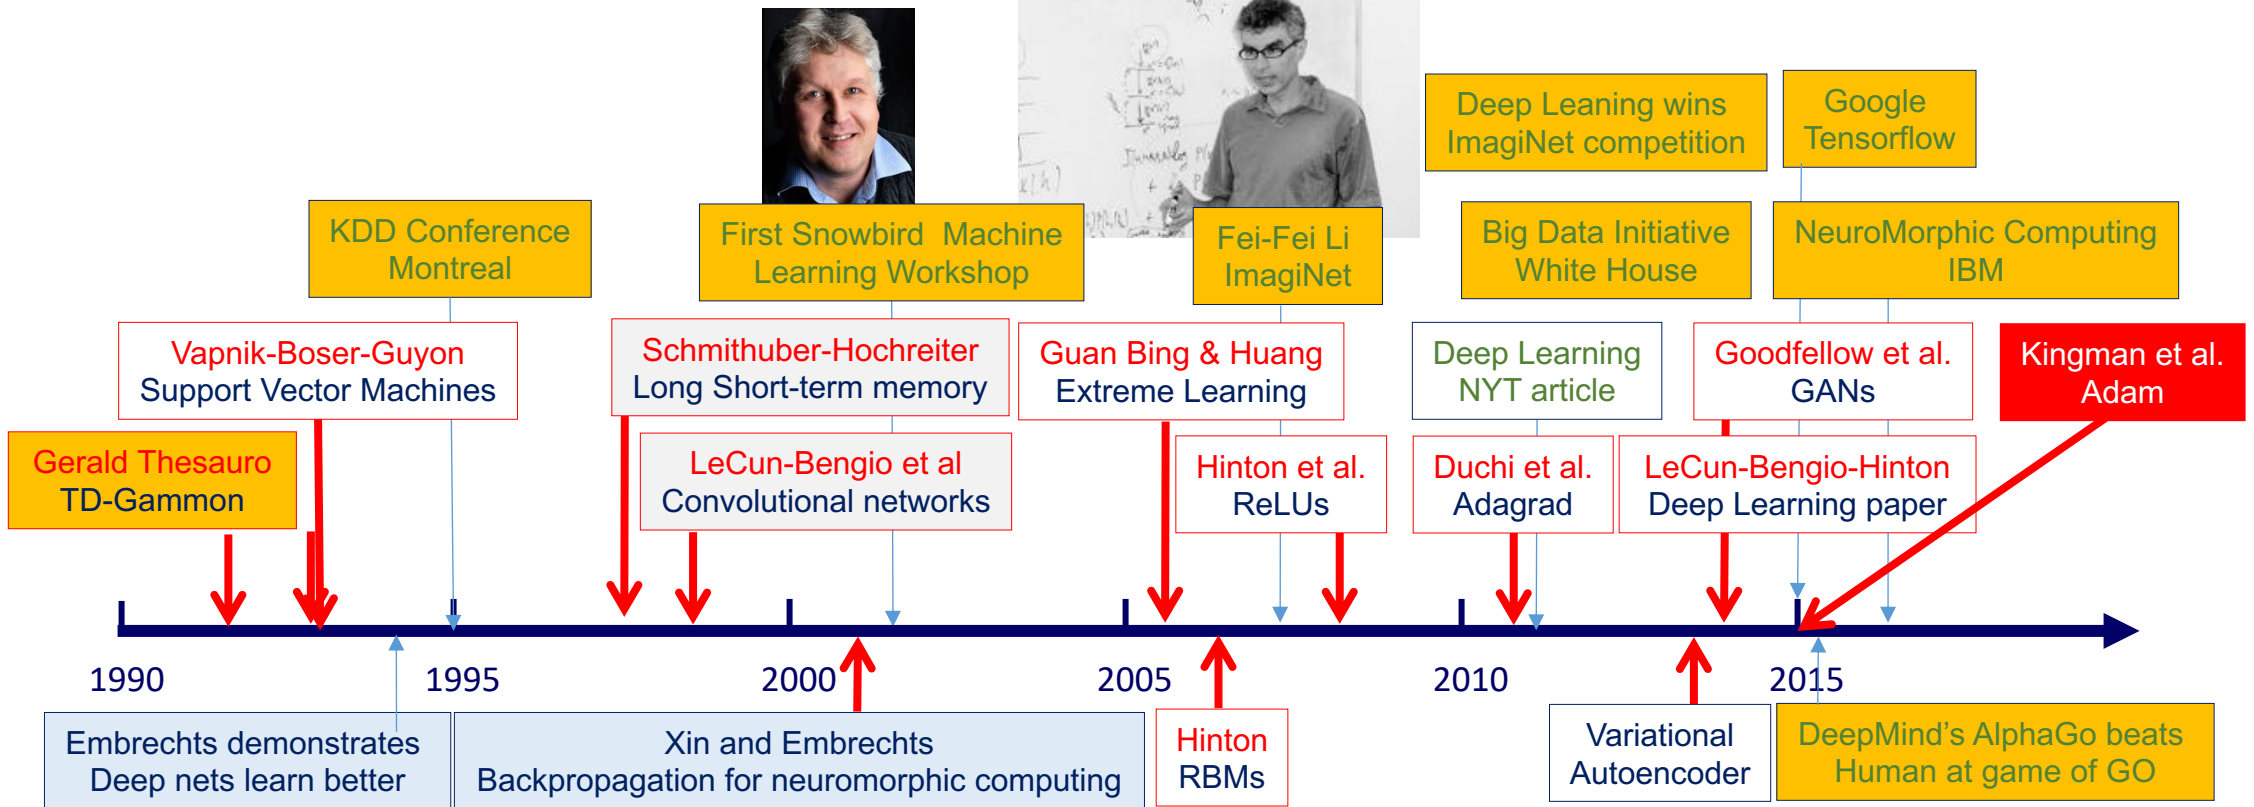 Deep Leaning wins
ImagiNet competition
Google
Tensorflow
KDD Conference
Montreal
First Snowbird  Machine
Learning Workshop
Fei-Fei Li
ImagiNet
Big Data Initiative
White House
NeuroMorphic Computing
IBM
Vapnik-Boser-Guyon
Support Vector Machines
Schmithuber-Hochreiter
Long Short-term memory
Guan Bing & Huang
Extreme Learning
Deep Learning
NYT article
Goodfellow et al.
GANs
Kingman et al.
Adam
Gerald Thesauro
TD-Gammon
LeCun-Bengio et al
Convolutional networks
Hinton et al.
ReLUs
Duchi et al.
Adagrad
LeCun-Bengio-Hinton
Deep Learning paper
1990
1995
2000
2005
2010
2015
Embrechts demonstrates
Deep nets learn better
Xin and Embrechts
Backpropagation for neuromorphic computing
Hinton
RBMs
Variational
Autoencoder
DeepMind's AlphaGo beats
Human at game of GO